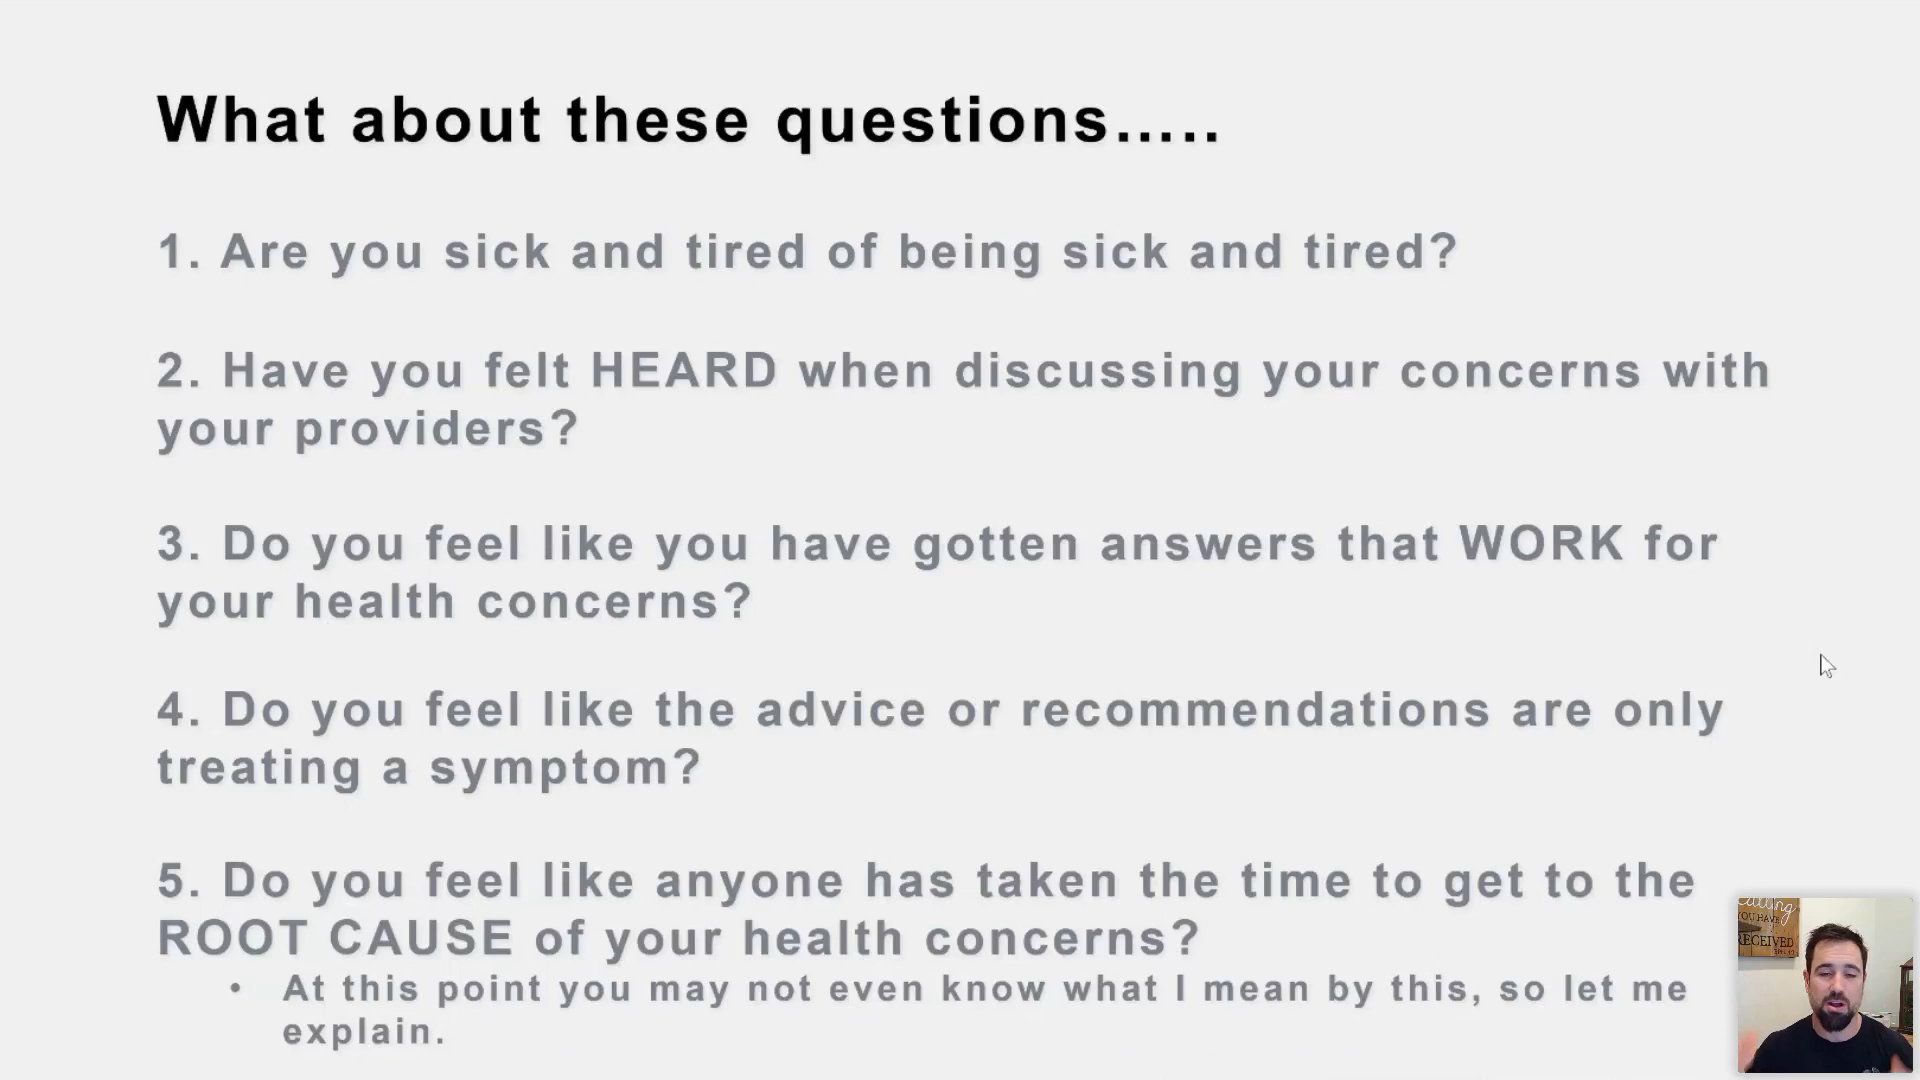 What about these questions.....
1. Are you sick and tired of being sick and tired?
2. Have you felt HEARD when discussing your concerns with
your providers?
3. Do you feel like you have gotten answers that WORK for
your health concerns?
4. Do you feel like the advice or recommendations are only
treating a symptom?
5. Do you feel like anyone has taken the time to get to the
ROOT CAUSE of your health concerns?
• At this point you may not even know what I mean by this, so let me
explain.
calling
YOU HAVE
RECEIVED